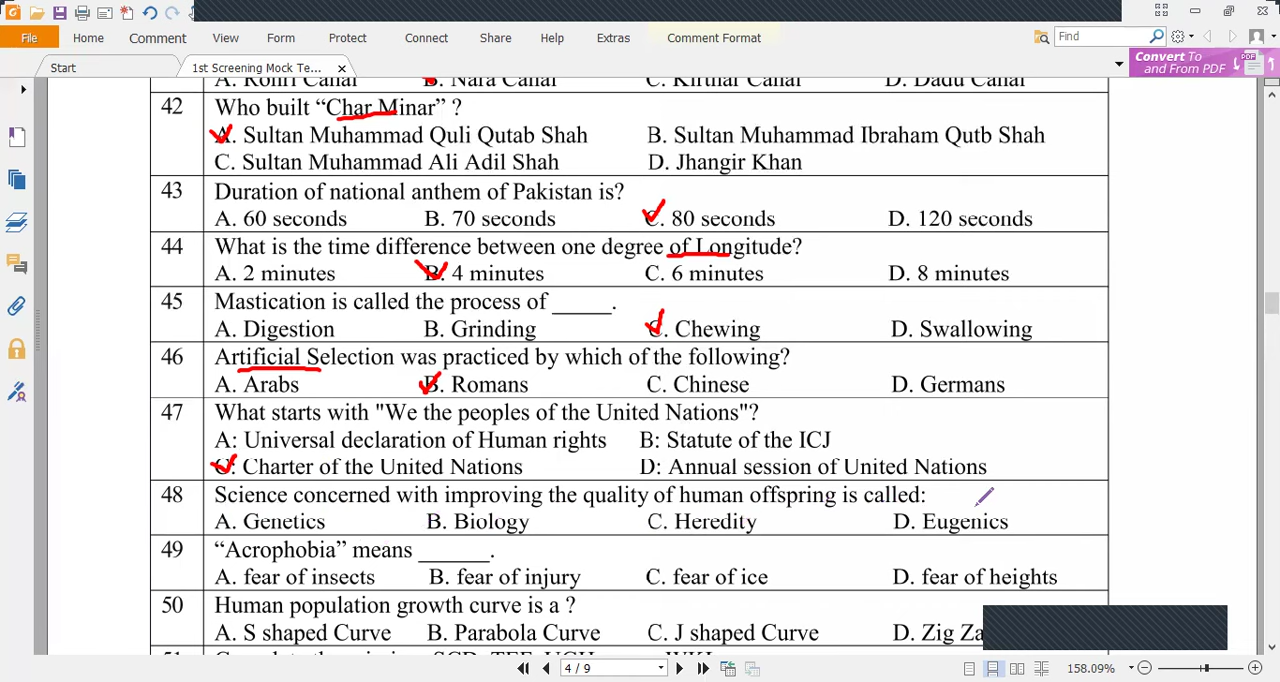 File Home Comment View Form Protect Connect Share Help Extras Comment Format Find
Start 1st Screening Mock Te... Convert To
and From PDF
A. Rohri Canal B. Nara Canal C. Kirthar Canal D. Dadu Canal
42 Who built “Char Minar” ?
A. Sultan Muhammad Quli Qutab Shah B. Sultan Muhammad Ibraham Qutb Shah
C. Sultan Muhammad Ali Adil Shah D. Jhangir Khan
43 Duration of national anthem of Pakistan is?
A. 60 seconds B. 70 seconds C. 80 seconds D. 120 seconds
44 What is the time difference between one degree of Longitude?
A. 2 minutes B. 4 minutes C. 6 minutes D. 8 minutes
45 Mastication is called the process of _____.
A. Digestion B. Grinding C. Chewing D. Swallowing
46 Artificial Selection was practiced by which of the following?
A. Arabs B. Romans C. Chinese D. Germans
47 What starts with "We the peoples of the United Nations"?
A: Universal declaration of Human rights B: Statute of the ICJ
C: Charter of the United Nations D: Annual session of United Nations
48 Science concerned with improving the quality of human offspring is called:
A. Genetics B. Biology C. Heredity D. Eugenics
49 “Acrophobia” means ______.
A. fear of insects B. fear of injury C. fear of ice D. fear of heights
50 Human population growth curve is a ?
A. S shaped Curve B. Parabola Curve C. J shaped Curve D. Zig
4 / 9 158.09%